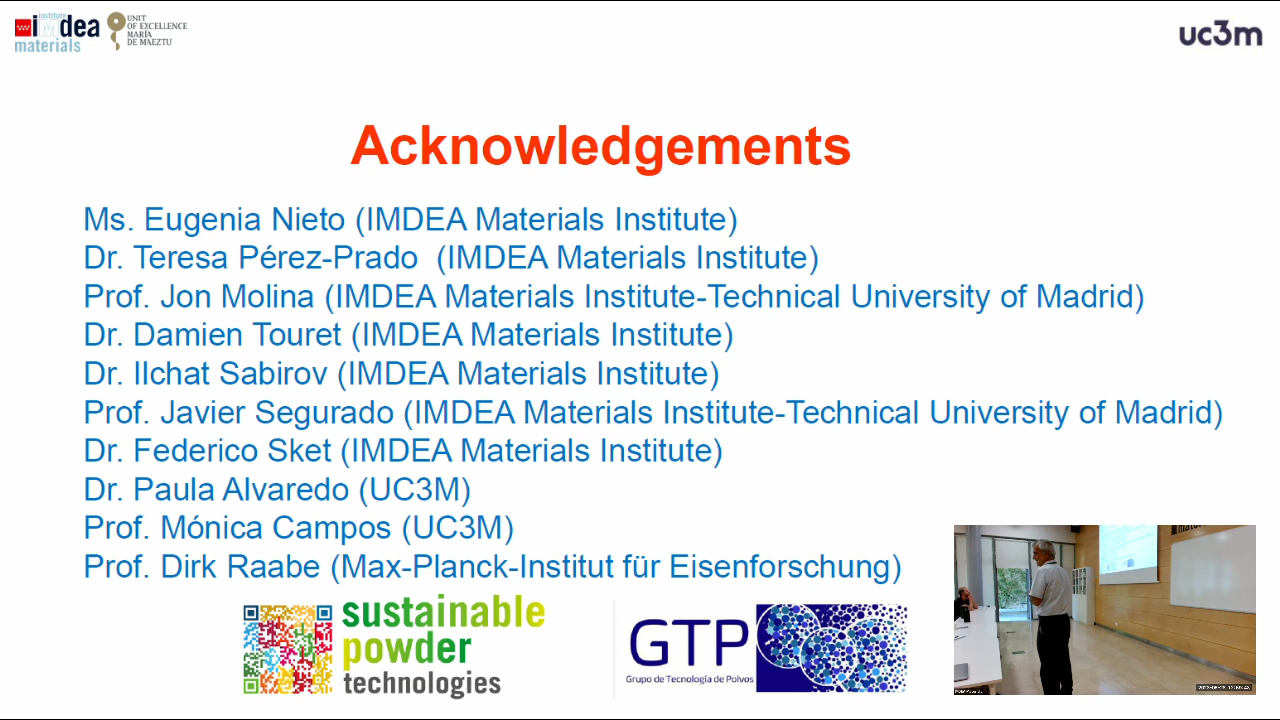 institute
iMdea
materials
UNIT
OF EXCELLENCE
MARÍA
DE MAEZTU
uc3m
Acknowledgements
Ms. Eugenia Nieto (IMDEA Materials Institute)
Dr. Teresa Pérez-Prado (IMDEA Materials Institute)
Prof. Jon Molina (IMDEA Materials Institute-Technical University of Madrid)
Dr. Damien Touret (IMDEA Materials Institute)
Dr. Ilchat Sabirov (IMDEA Materials Institute)
Prof. Javier Segurado (IMDEA Materials Institute-Technical University of Madrid)
Dr. Federico Sket (IMDEA Materials Institute)
Dr. Paula Alvaredo (UC3M)
Prof. Mónica Campos (UC3M)
Prof. Dirk Raabe (Max-Planck-Institut für Eisenforschung)
sustainable
powder
technologies
GTP
Grupo de Tecnología de Polvos